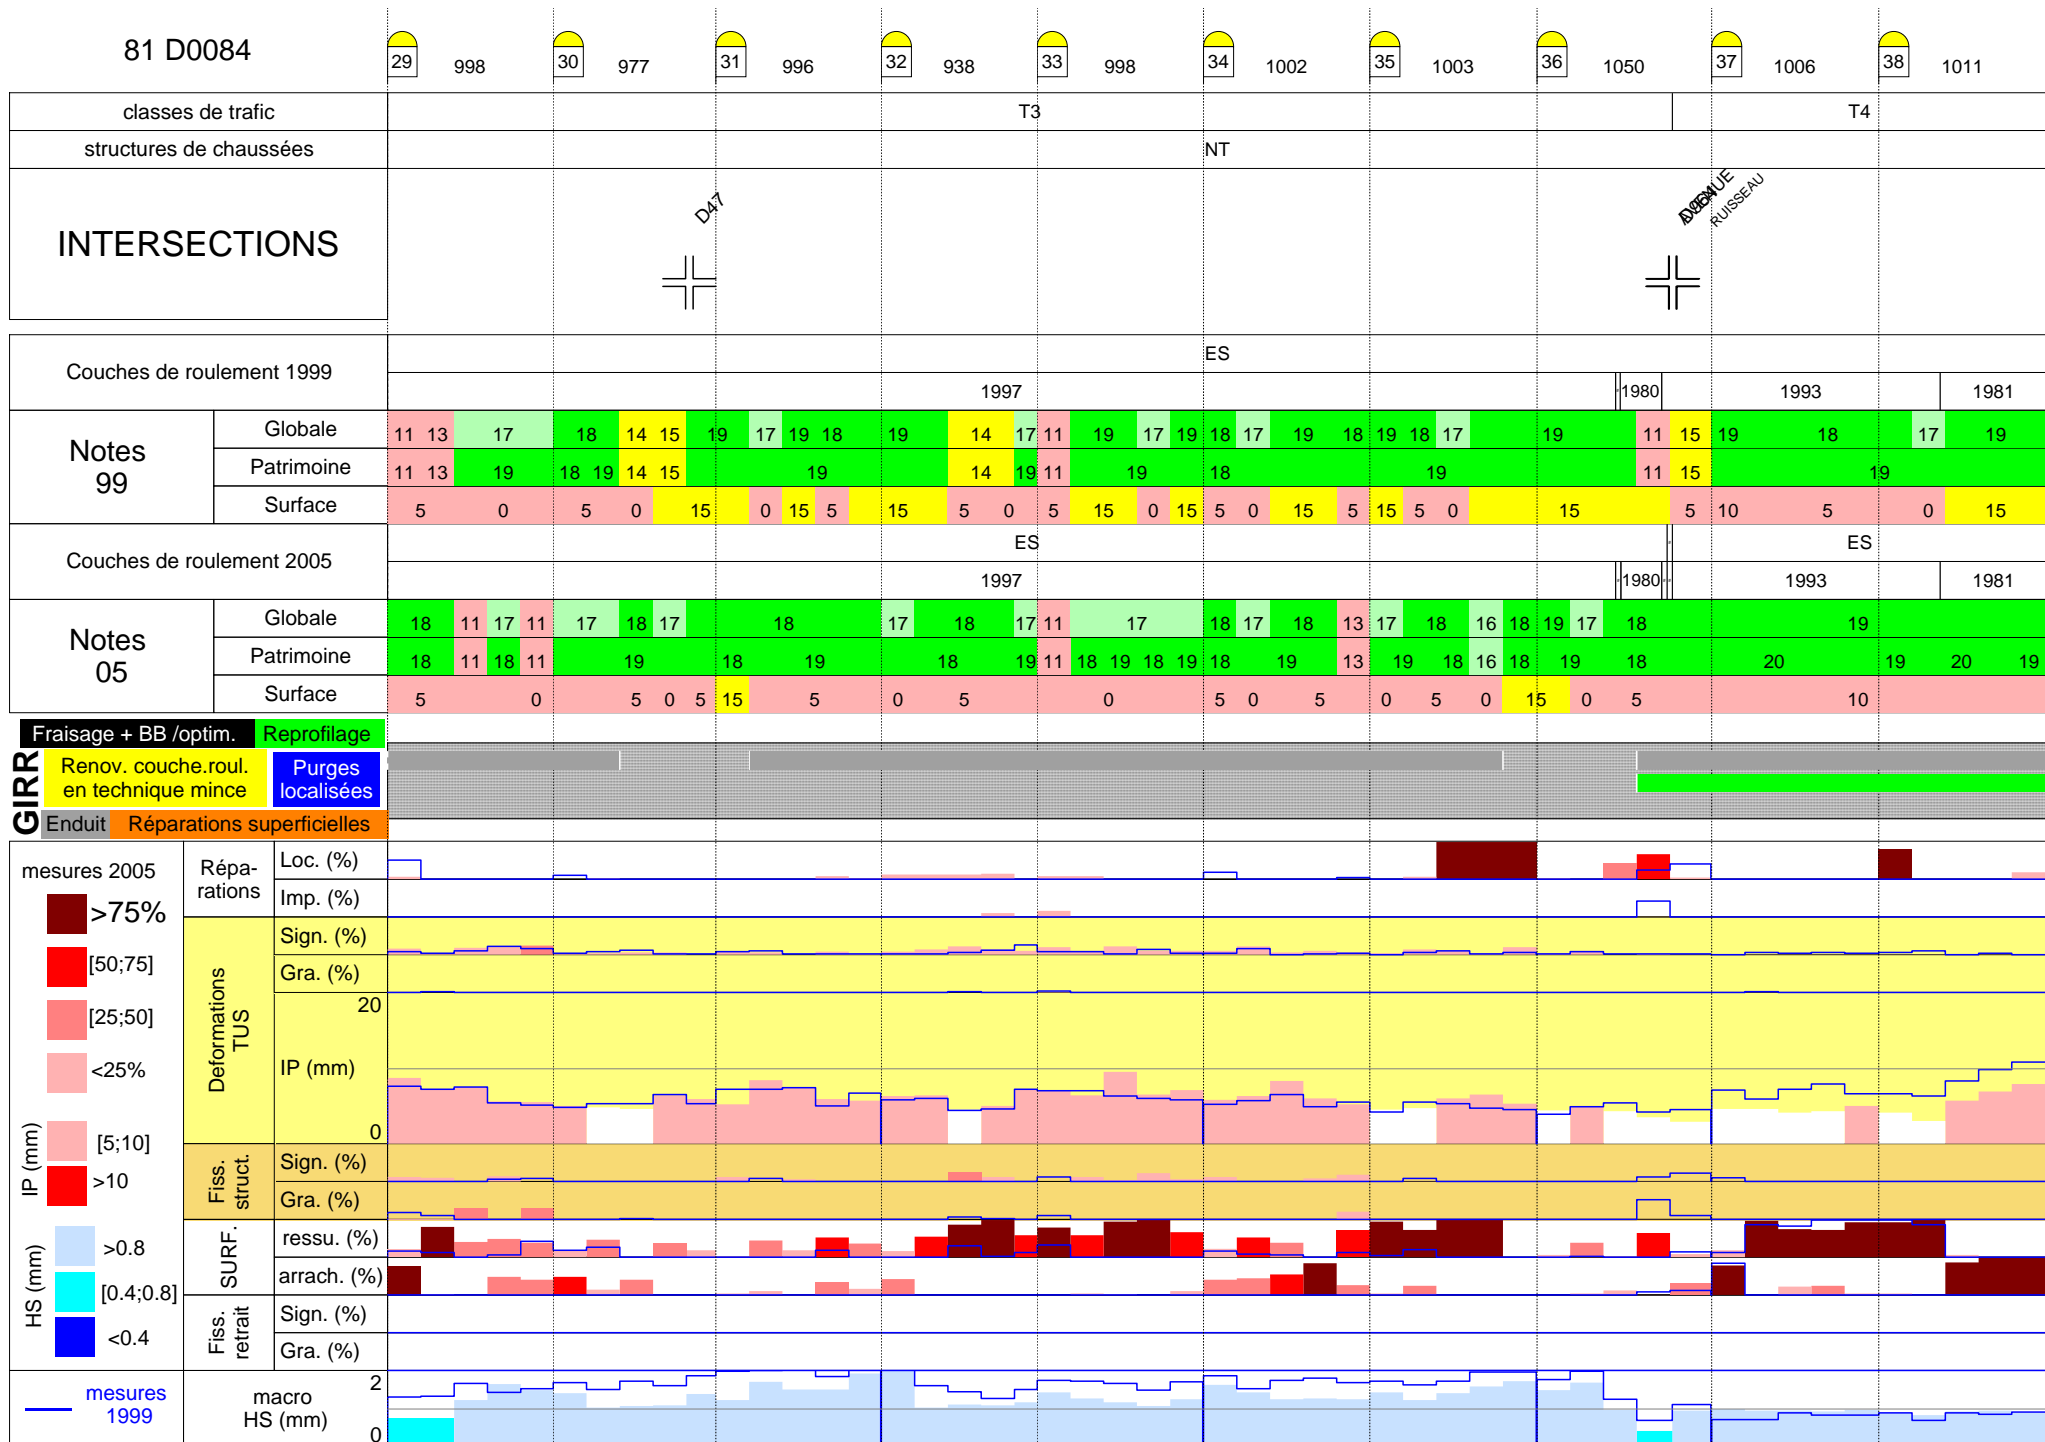 81 D0084
29 998 30 977 31 996 32 938 33 998 34 1002 35 1003 36 1050 37 1006 38 1011
classes de trafic T3 T4
structures de chaussées NT
INTERSECTIONS D47 RUISSEAU
Couches de roulement 1999 ES
1997 1980 1993 1981
Notes 99
Globale 11 13 17 18 14 15 19 17 19 18 19 14 17 11 19 17 19 18 17 19 18 19 18 17 19 11 15 19 18 17 19
Patrimoine 11 13 19 18 19 14 15 19 14 19 11 19 18 19 11 15 19
Surface 5 0 5 0 15 0 15 5 15 5 0 5 15 0 15 5 0 15 5 15 5 0 15 5 10 5 0 15
Couches de roulement 2005 ES ES
1997 1980 1993 1981
Notes 05
Globale 18 11 17 11 17 18 17 18 17 18 17 11 17 18 17 18 13 17 18 16 18 19 17 18 19
Patrimoine 18 11 18 11 19 18 19 18 19 11 18 19 18 19 18 19 13 19 18 16 18 19 18 20 19 20 19
Surface 5 0 5 0 5 15 5 0 5 0 5 0 5 0 5 0 15 0 5 10
GIRR
Fraisage + BB /optim. Reprofilage
Renov. couche.roul. en technique mince
Purges localisées
Enduit Réparations superficielles
mesures 2005
>75%
[50;75]
[25;50]
<25%
IP (mm)
[5;10]
>10
HS (mm)
>0.8
[0.4;0.8]
<0.4
mesures 1999
Répa-
rations
Loc. (%)
Imp. (%)
Deformations
TUS
Sign. (%)
Gra. (%)
20
IP (mm)
0
Fiss.
struct.
Sign. (%)
Gra. (%)
SURF.
ressu. (%)
arrach. (%)
Fiss.
retrait
Sign. (%)
Gra. (%)
macro
HS (mm)
2
0